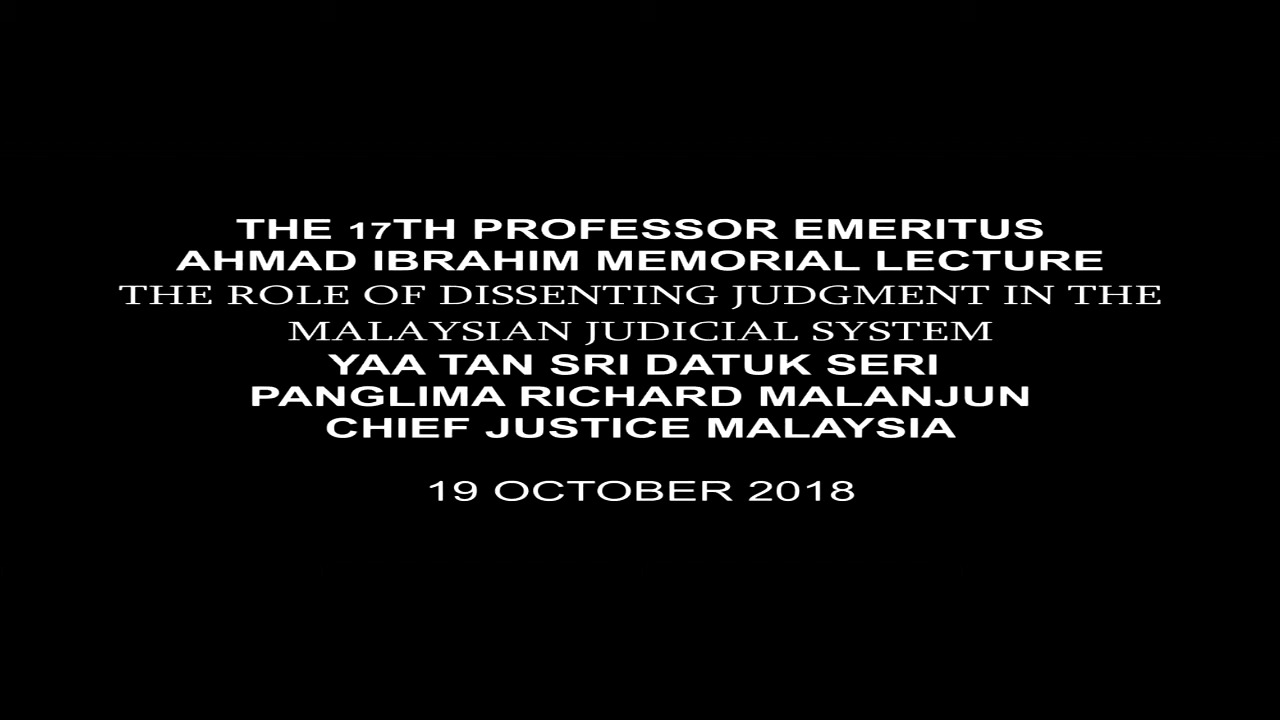 THE 17TH PROFESSOR EMERITUS
AHMAD IBRAHIM MEMORIAL LECTURE
THE ROLE OF DISSENTING JUDGMENT IN THE
MALAYSIAN JUDICIAL SYSTEM
YAA TAN SRI DATUK SERI
PANGLIMA RICHARD MALANJUN
CHIEF JUSTICE MALAYSIA
19 OCTOBER 2018